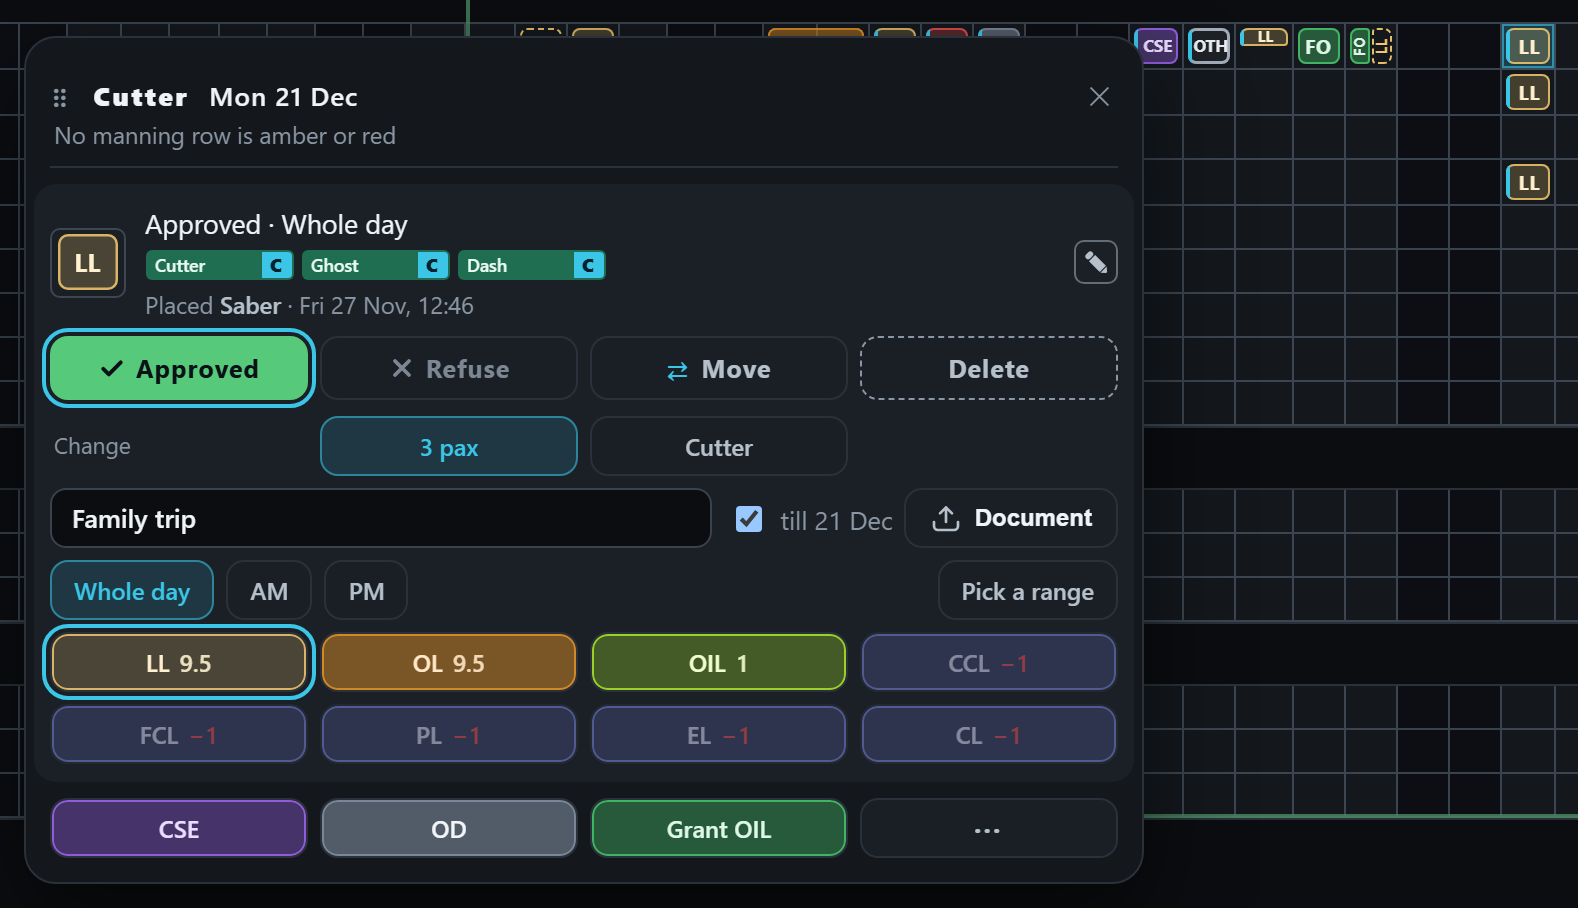 CSE OTH LL FO FO LL LL
Cutter Mon 21 Dec
LL
No manning row is amber or red
LL
Approved · Whole day
LL
Cutter C Ghost C Dash C
Placed Saber · Fri 27 Nov, 12:46
Approved Refuse Move Delete
Change 3 pax Cutter
Family trip till 21 Dec Document
Whole day AM PM Pick a range
LL 9.5 OL 9.5 OIL 1 CCL −1
FCL −1 PL −1 EL −1 CL −1
CSE OD Grant OIL ...